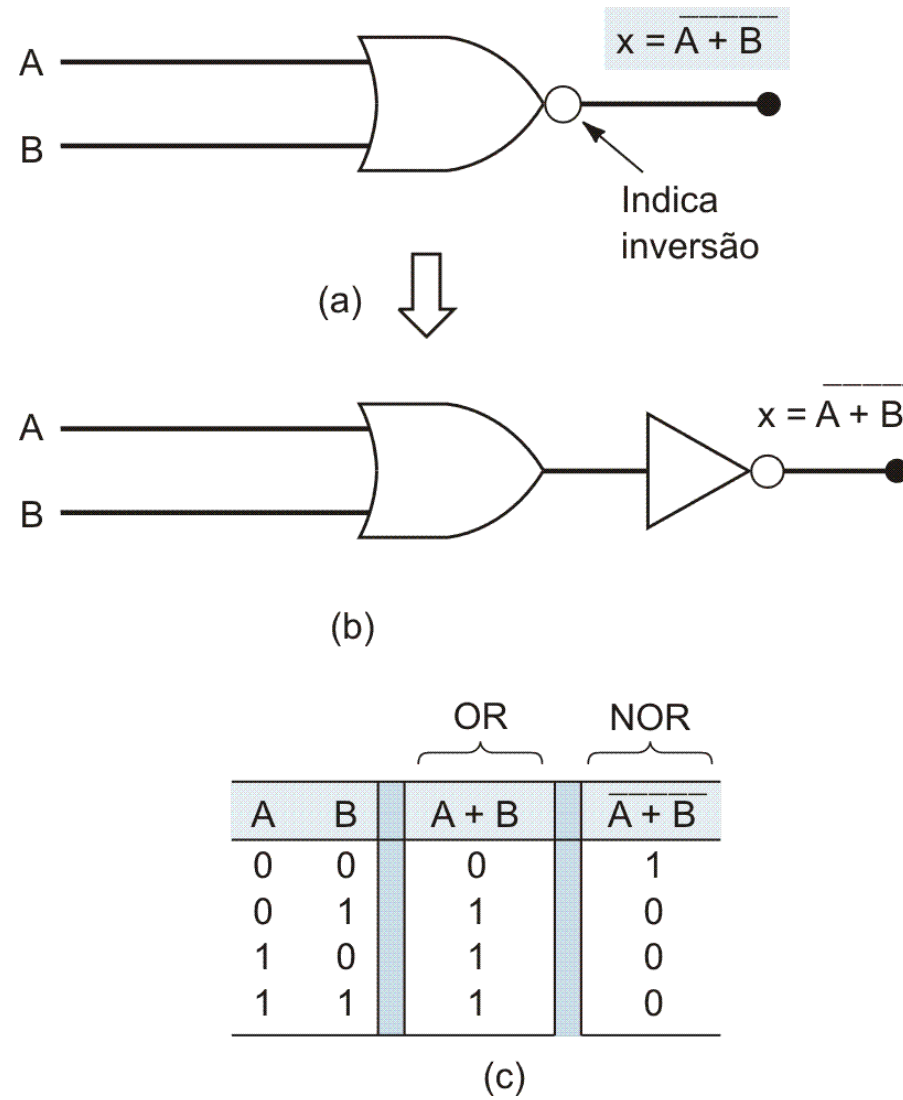 x = A̅ ̅+̅ ̅B̅
A
B
Indica
inversão
(a)
x = A̅ ̅+̅ ̅B̅
A
B
(b)
OR NOR
A B A + B A̅ ̅+̅ ̅B̅
0 0 0 1
0 1 1 0
1 0 1 0
1 1 1 0
(c)